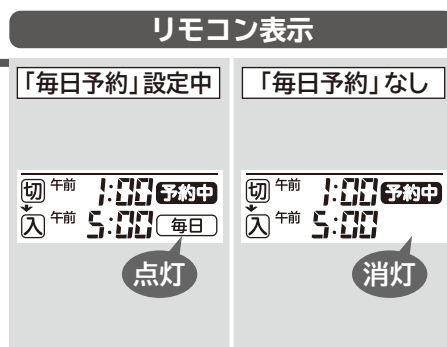 リモコン表示
「毎日予約」設定中
「毎日予約」なし
切 午前 1:00 予約中
入 午前 5:00 毎日
点灯
切 午前 1:00 予約中
入 午前 5:00
消灯